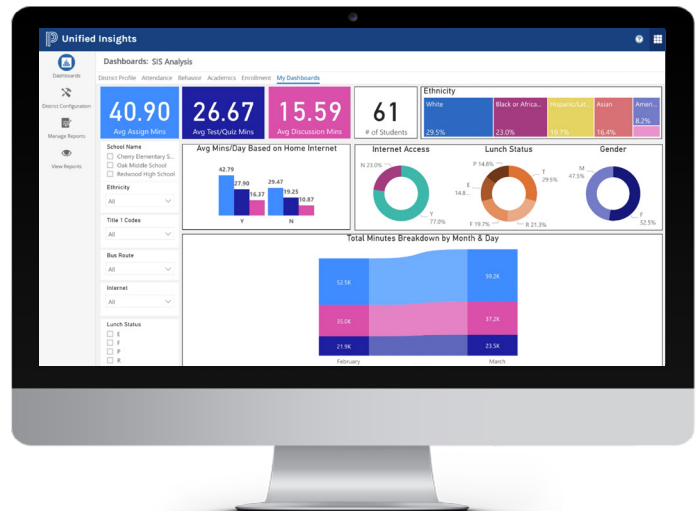 Unified Insights
Dashboards
District Configuration
Manage Reports
View Reports
Dashboards: SIS Analysis
District Profile Attendance Behavior Academics Enrollment My Dashboards
40.90
Avg Assign Mins
26.67
Avg Test/Quiz Mins
15.59
Avg Discussion Mins
61
# of Students
Ethnicity
White
29.5%
Black or Africa...
23.0%
Hispanic/Lat...
19.7%
Asian
16.4%
Amer...
8.2%
School Name
Cherry Elementary S...
Oak Middle School
Redwood High School
Ethnicity
All
Title 1 Codes
All
Bus Route
All
Internet
All
Lunch Status
E
F
P
R
Avg Mins/Day Based on Home Internet
42.79
27.90
16.37
29.47
19.25
10.87
Y
N
Internet Access
N 23.0%
Y
77.0%
Lunch Status
P 14.8%
T
29.5%
E
14.8...
F 19.7%
R 21.3%
Gender
M
47.5%
F
52.5%
Total Minutes Breakdown by Month & Day
52.5K
59.2K
35.0K
37.2K
21.9K
23.5K
February
March